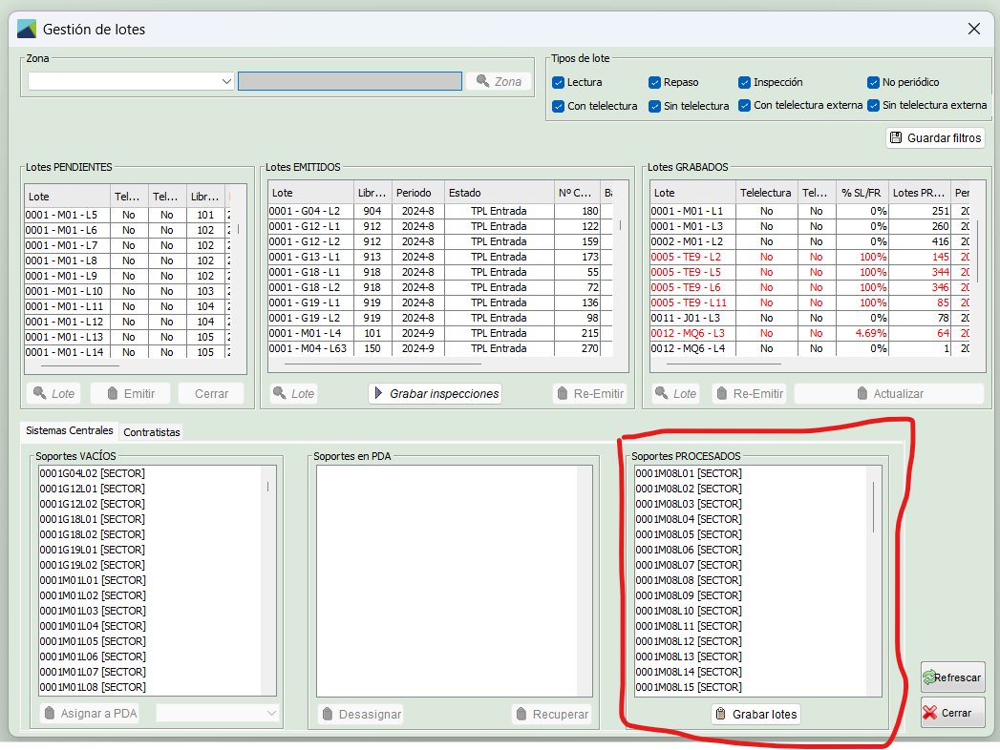 Gestión de lotes
Zona
Zona
Tipos de lote
Lectura Repaso Inspección No periódico
Con telelectura Sin telelectura Con telelectura externa Sin telelectura externa
Guardar filtros
Lotes PENDIENTES
Lote Tel... Tel... Libr...
0001 - M01 - L5 No No 101
0001 - M01 - L6 No No 102
0001 - M01 - L7 No No 102
0001 - M01 - L8 No No 102
0001 - M01 - L9 No No 102
0001 - M01 - L10 No No 103
0001 - M01 - L11 No No 104
0001 - M01 - L12 No No 104
0001 - M01 - L13 No No 105
0001 - M01 - L14 No No 105
Lote Emitir Cerrar
Lotes EMITIDOS
Lote Libr... Periodo Estado Nº C...
0001 - G04 - L2 904 2024-8 TPL Entrada 180
0001 - G12 - L1 912 2024-8 TPL Entrada 122
0001 - G12 - L2 912 2024-8 TPL Entrada 159
0001 - G13 - L1 913 2024-8 TPL Entrada 173
0001 - G18 - L1 918 2024-8 TPL Entrada 55
0001 - G18 - L2 918 2024-8 TPL Entrada 72
0001 - G19 - L1 919 2024-8 TPL Entrada 136
0001 - G19 - L2 919 2024-8 TPL Entrada 98
0001 - M01 - L4 101 2024-9 TPL Entrada 215
0001 - M04 - L63 150 2024-9 TPL Entrada 270
Lote Grabar inspecciones Re-Emitir
Lotes GRABADOS
Lote Telelectura Tel... % SL/FR Lotes PR... Per
0001 - M01 - L1 No No 0% 251 20
0001 - M01 - L3 No No 0% 260 20
0002 - M01 - L2 No No 0% 416 20
0005 - TE9 - L2 No No 100% 145 20
0005 - TE9 - L5 No No 100% 344 20
0005 - TE9 - L6 No No 100% 346 20
0005 - TE9 - L11 No No 100% 85 20
0011 - J01 - L3 No No 0% 78 20
0012 - MQ6 - L3 No No 4.69% 64 20
0012 - MQ6 - L4 No No 0% 1 20
Lote Re-Emitir Actualizar
Sistemas Centrales Contratistas
Soportes VACÍOS
0001G04L02 [SECTOR]
0001G12L01 [SECTOR]
0001G12L02 [SECTOR]
0001G18L01 [SECTOR]
0001G18L02 [SECTOR]
0001G19L01 [SECTOR]
0001G19L02 [SECTOR]
0001M01L01 [SECTOR]
0001M01L02 [SECTOR]
0001M01L03 [SECTOR]
0001M01L04 [SECTOR]
0001M01L05 [SECTOR]
0001M01L06 [SECTOR]
0001M01L07 [SECTOR]
0001M01L08 [SECTOR]
Asignar a PDA
Soportes en PDA
Desasignar Recuperar
Soportes PROCESADOS
0001M08L01 [SECTOR]
0001M08L02 [SECTOR]
0001M08L03 [SECTOR]
0001M08L04 [SECTOR]
0001M08L05 [SECTOR]
0001M08L06 [SECTOR]
0001M08L07 [SECTOR]
0001M08L08 [SECTOR]
0001M08L09 [SECTOR]
0001M08L10 [SECTOR]
0001M08L11 [SECTOR]
0001M08L12 [SECTOR]
0001M08L13 [SECTOR]
0001M08L14 [SECTOR]
0001M08L15 [SECTOR]
Grabar lotes
Refrescar
Cerrar